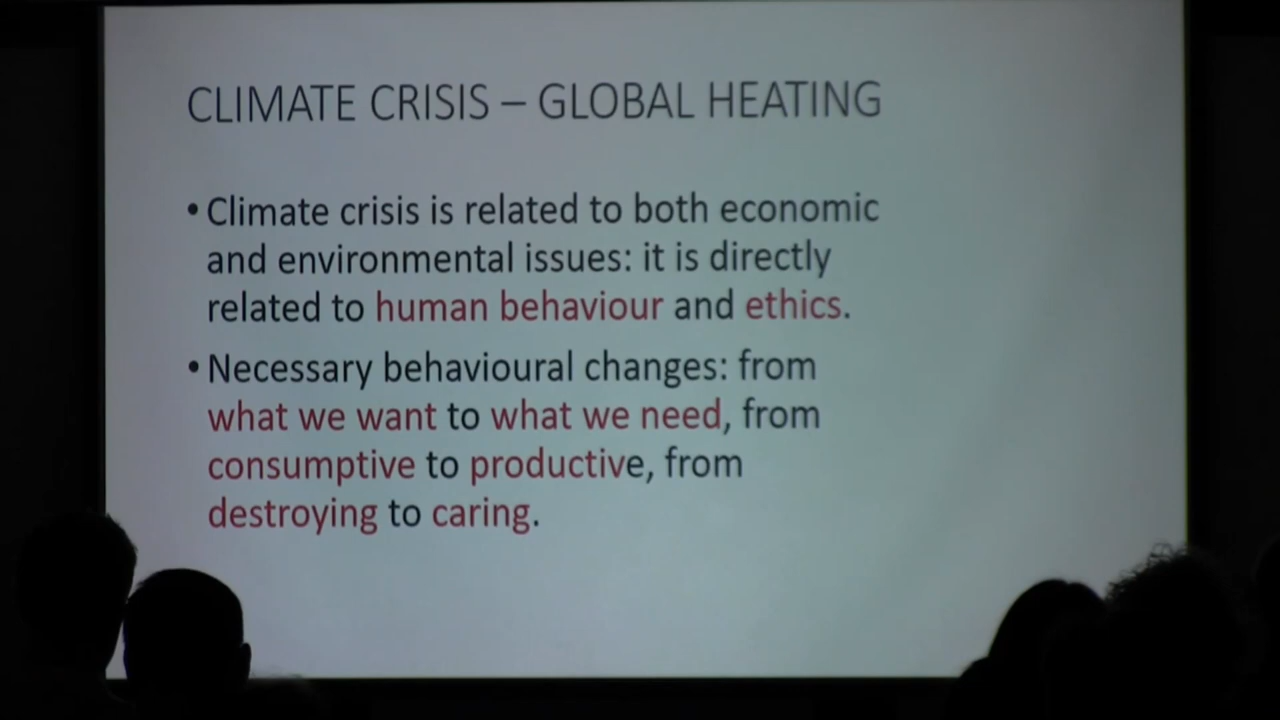 CLIMATE CRISIS – GLOBAL HEATING
• Climate crisis is related to both economic
and environmental issues: it is directly
related to human behaviour and ethics.
• Necessary behavioural changes: from
what we want to what we need, from
consumptive to productive, from
destroying to caring.